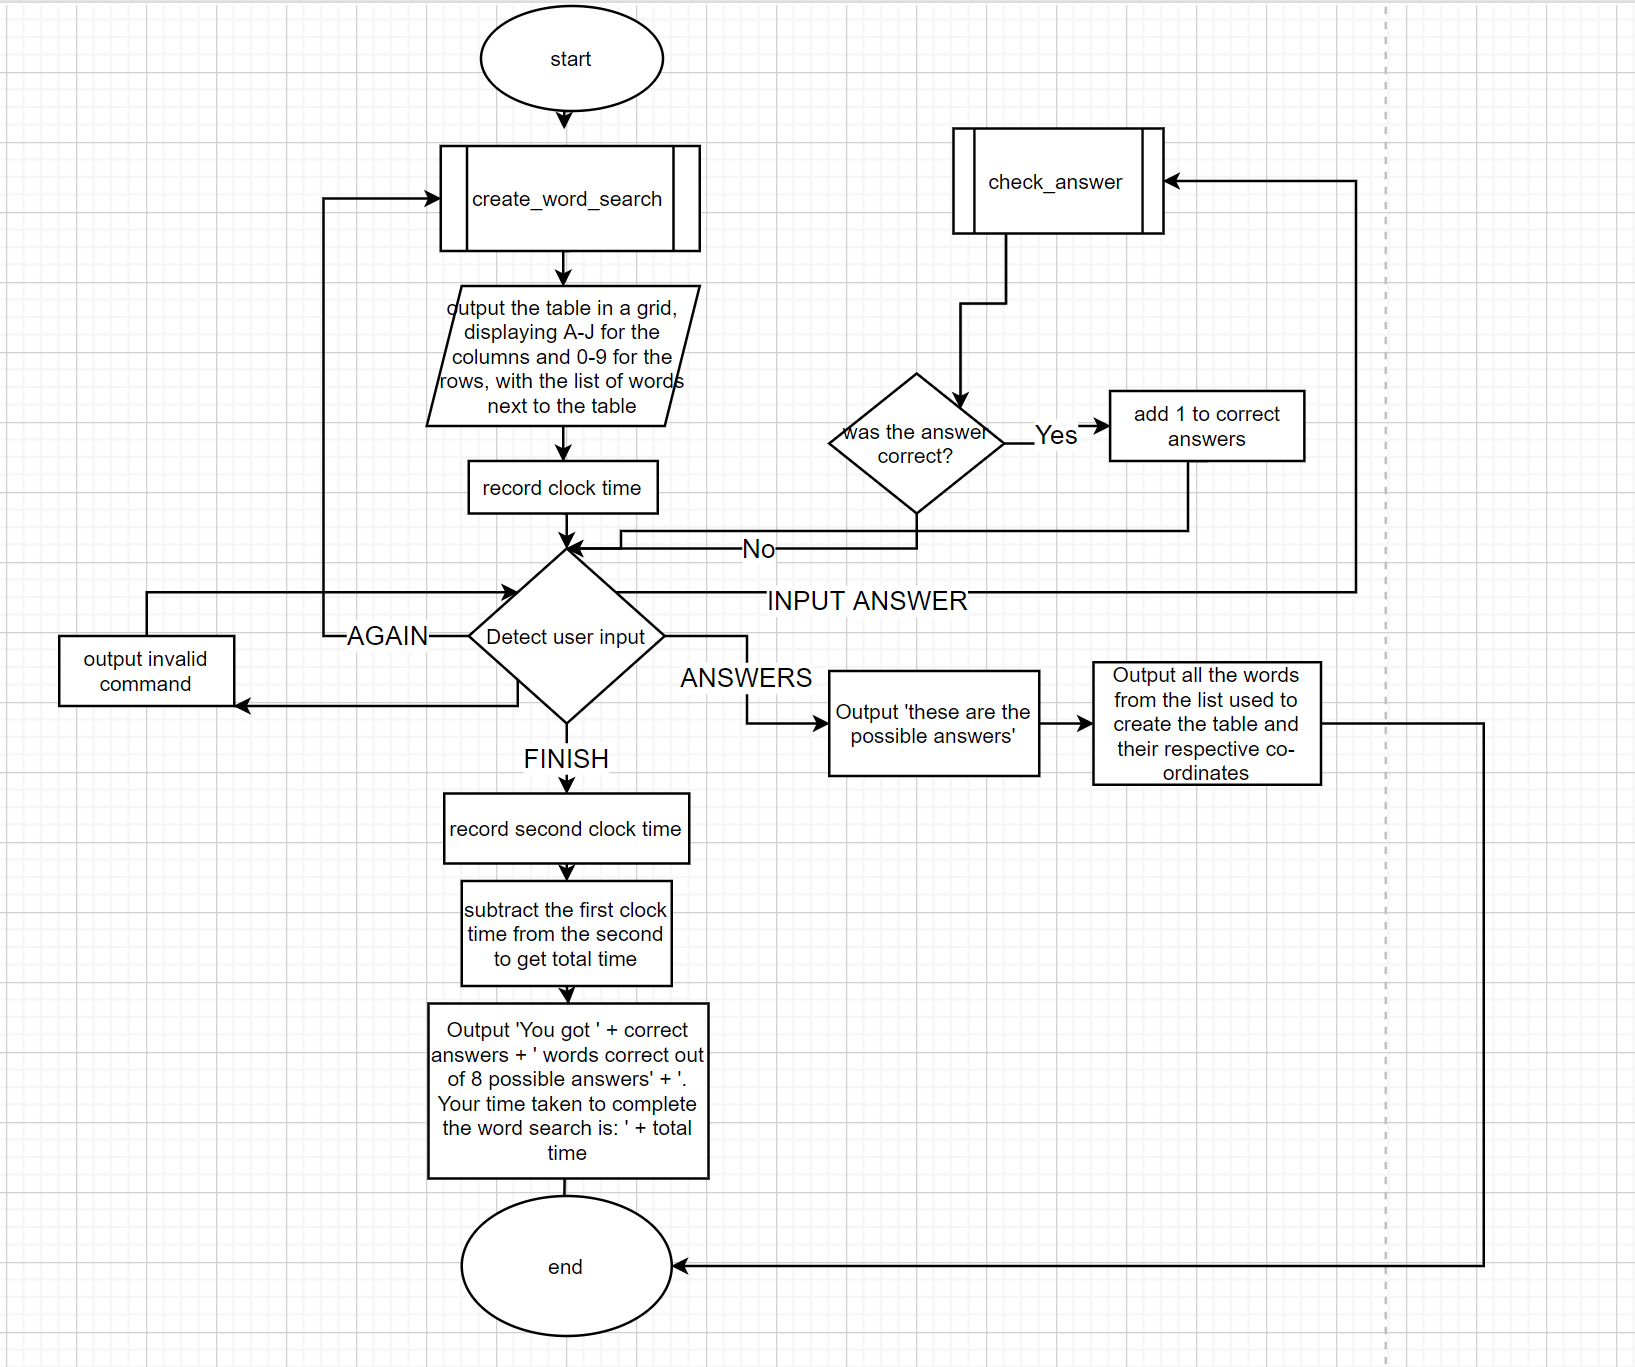 start
create_word_search
check_answer
output the table in a grid,
displaying A-J for the
columns and 0-9 for the
rows, with the list of words
next to the table
was the answer
correct?
Yes
add 1 to correct
answers
record clock time
No
INPUT ANSWER
AGAIN
Detect user input
output invalid
command
ANSWERS
Output 'these are the
possible answers'
Output all the words
from the list used to
create the table and
their respective co-
ordinates
FINISH
record second clock time
subtract the first clock
time from the second
to get total time
Output 'You got ' + correct
answers + ' words correct out
of 8 possible answers' + '.
Your time taken to complete
the word search is: ' + total
time
end